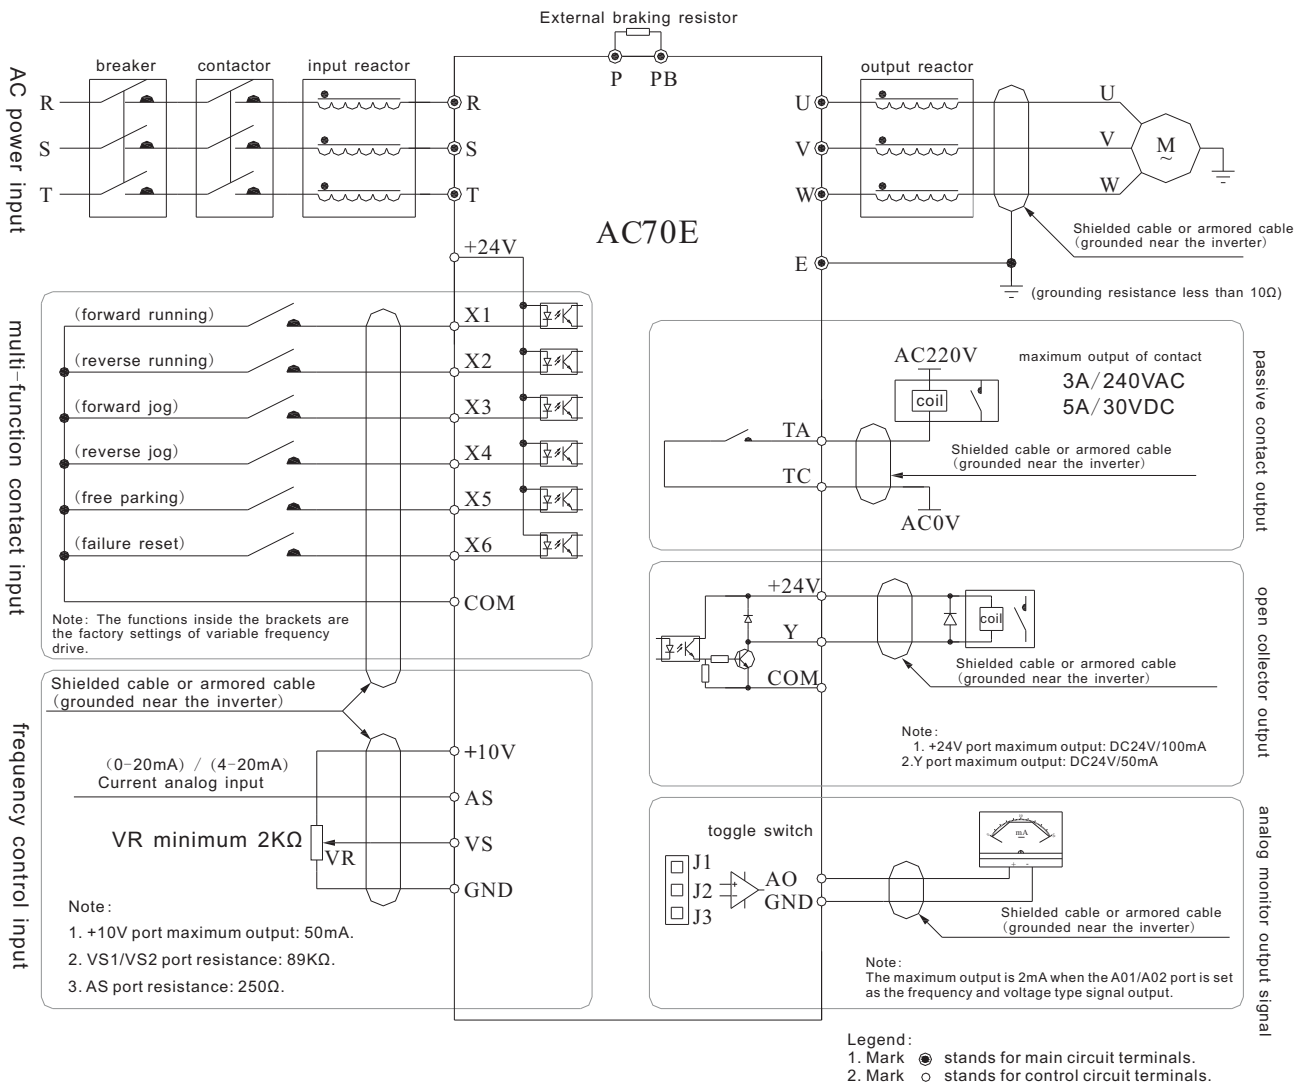 External braking resistor
P
PB
AC power input
breaker
contactor
input reactor
R
R
S
S
T
T
output reactor
U
U
V
V
W
W
M
~
AC70E
Shielded cable or armored cable
(grounded near the inverter)
E
(grounding resistance less than 10Ω)
+24V
multi-function contact input
(forward running)
X1
(reverse running)
X2
(forward jog)
X3
(reverse jog)
X4
(free parking)
X5
(failure reset)
X6
COM
Note: The functions inside the brackets are
the factory settings of variable frequency
drive.
passive contact output
AC220V
coil
maximum output of contact
3A/240VAC
5A/30VDC
TA
TC
Shielded cable or armored cable
(grounded near the inverter)
AC0V
open collector output
+24V
Y
COM
coil
Shielded cable or armored cable
(grounded near the inverter)
Note:
1. +24V port maximum output: DC24V/100mA
2.Y port maximum output: DC24V/50mA
frequency control input
Shielded cable or armored cable
(grounded near the inverter)
+10V
(0-20mA) / (4-20mA)
Current analog input
AS
VR minimum 2KΩ
VR
VS
GND
Note:
1. +10V port maximum output: 50mA.
2. VS1/VS2 port resistance: 89KΩ.
3. AS port resistance: 250Ω.
analog monitor output signal
toggle switch
J1
J2
J3
AO
GND
mA
+ -
Shielded cable or armored cable
(grounded near the inverter)
Note:
The maximum output is 2mA when the A01/A02 port is set
as the frequency and voltage type signal output.
Legend:
1. Mark stands for main circuit terminals.
2. Mark stands for control circuit terminals.